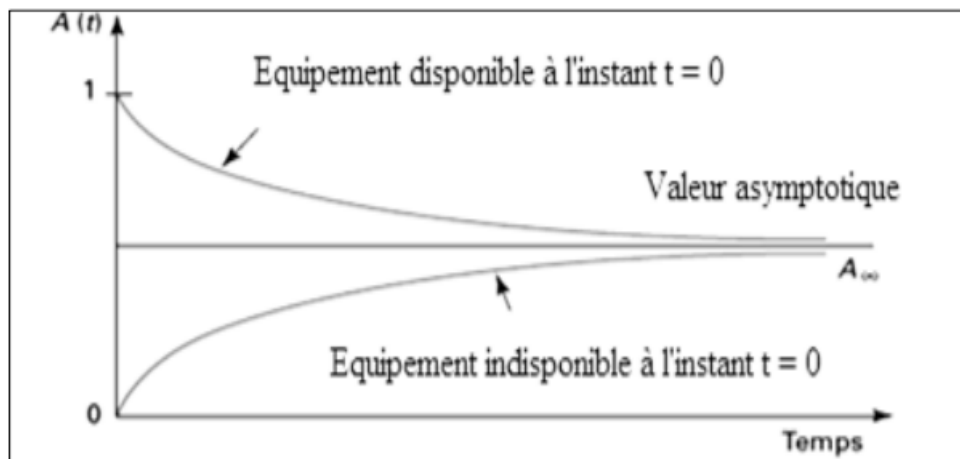 A (t)
Equipement disponible à l'instant t = 0
1
Valeur asymptotique
A∞
Equipement indisponible à l'instant t = 0
0
Temps